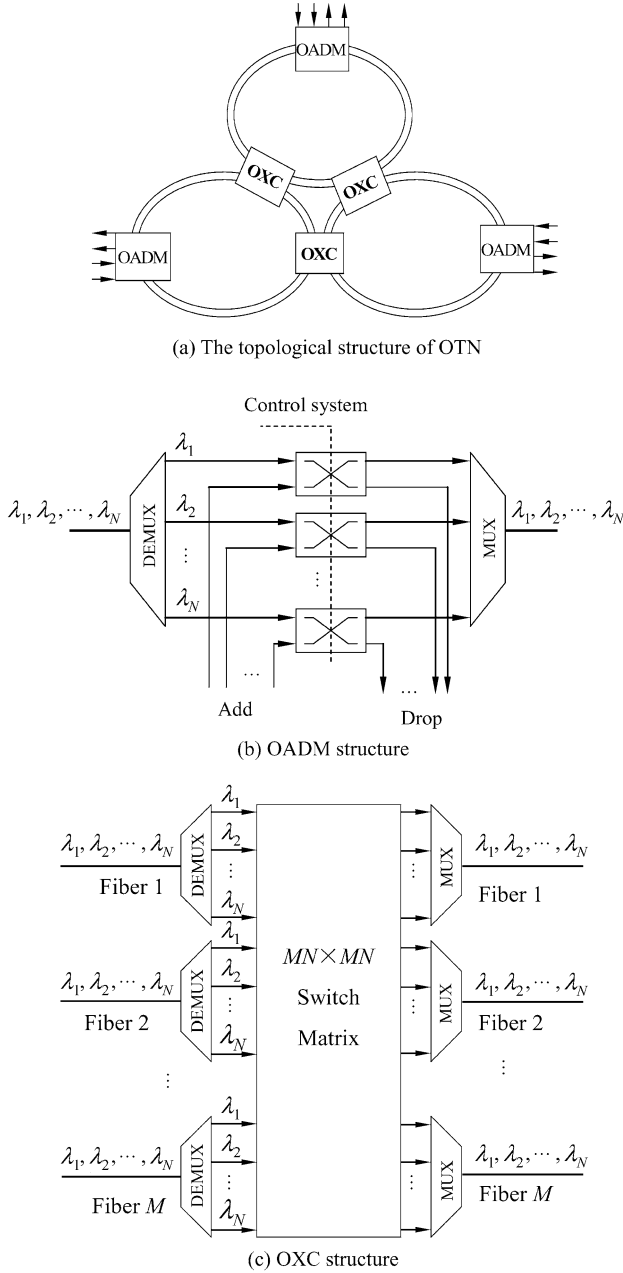 OADM
OXC
OXC
OADM
OXC
OADM
(a) The topological structure of OTN
Control system
λ1
λ1, λ2, ⋯, λN
DEMUX
λ2
⋮
λN
⋮
MUX
λ1, λ2, ⋯, λN
⋯
Add
⋯
Drop
(b) OADM structure
λ1
λ1, λ2, ⋯, λN
Fiber 1
DEMUX
λ2
⋮
λN
⋮
MUX
λ1, λ2, ⋯, λN
Fiber 1
MN×MN
Switch
Matrix
λ1
λ1, λ2, ⋯, λN
Fiber 2
DEMUX
λ2
⋮
λN
⋮
MUX
λ1, λ2, ⋯, λN
Fiber 2
⋮
⋮
λ1
λ1, λ2, ⋯, λN
Fiber M
DEMUX
λ2
⋮
λN
⋮
MUX
λ1, λ2, ⋯, λN
Fiber M
(c) OXC structure